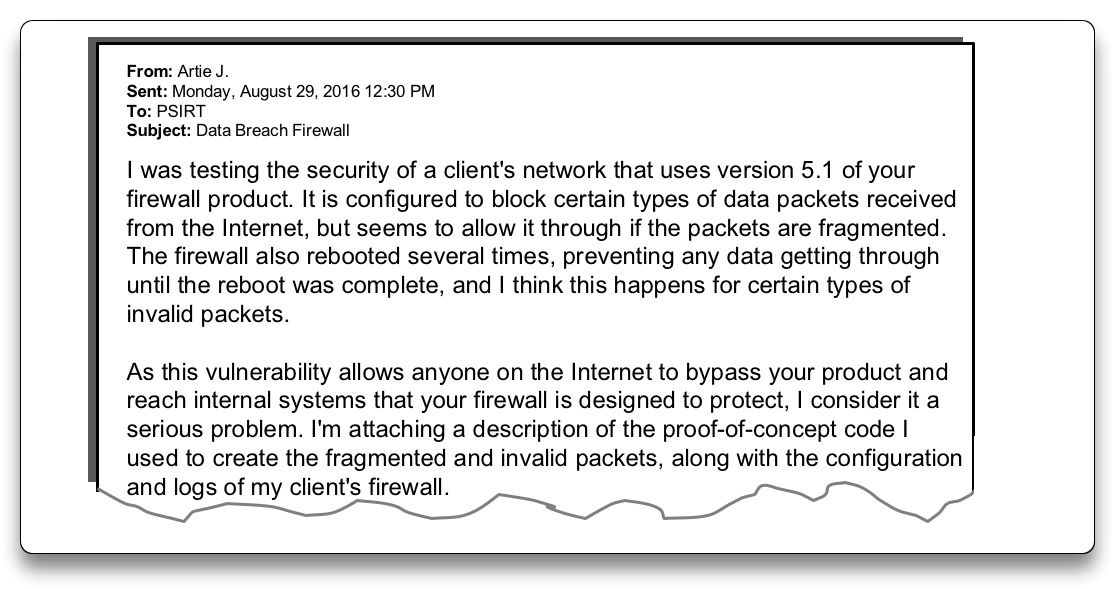 From: Artie J.
Sent: Monday, August 29, 2016 12:30 PM
To: PSIRT
Subject: Data Breach Firewall
I was testing the security of a client's network that uses version 5.1 of your
firewall product. It is configured to block certain types of data packets received
from the Internet, but seems to allow it through if the packets are fragmented.
The firewall also rebooted several times, preventing any data getting through
until the reboot was complete, and I think this happens for certain types of
invalid packets.
As this vulnerability allows anyone on the Internet to bypass your product and
reach internal systems that your firewall is designed to protect, I consider it a
serious problem. I'm attaching a description of the proof-of-concept code I
used to create the fragmented and invalid packets, along with the configuration
and logs of my client's firewall.